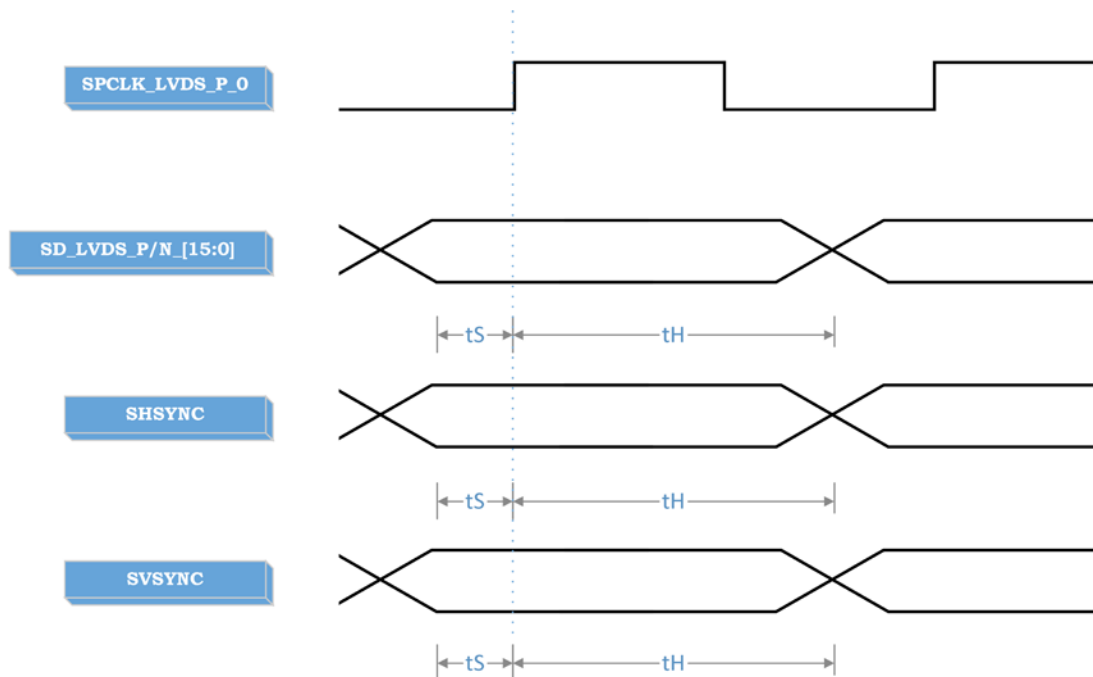 SPCLK_LVDS_P_0
SD_LVDS_P/N_[15:0]
tS tH
SHSYNC
tS tH
SVSYNC
tS tH